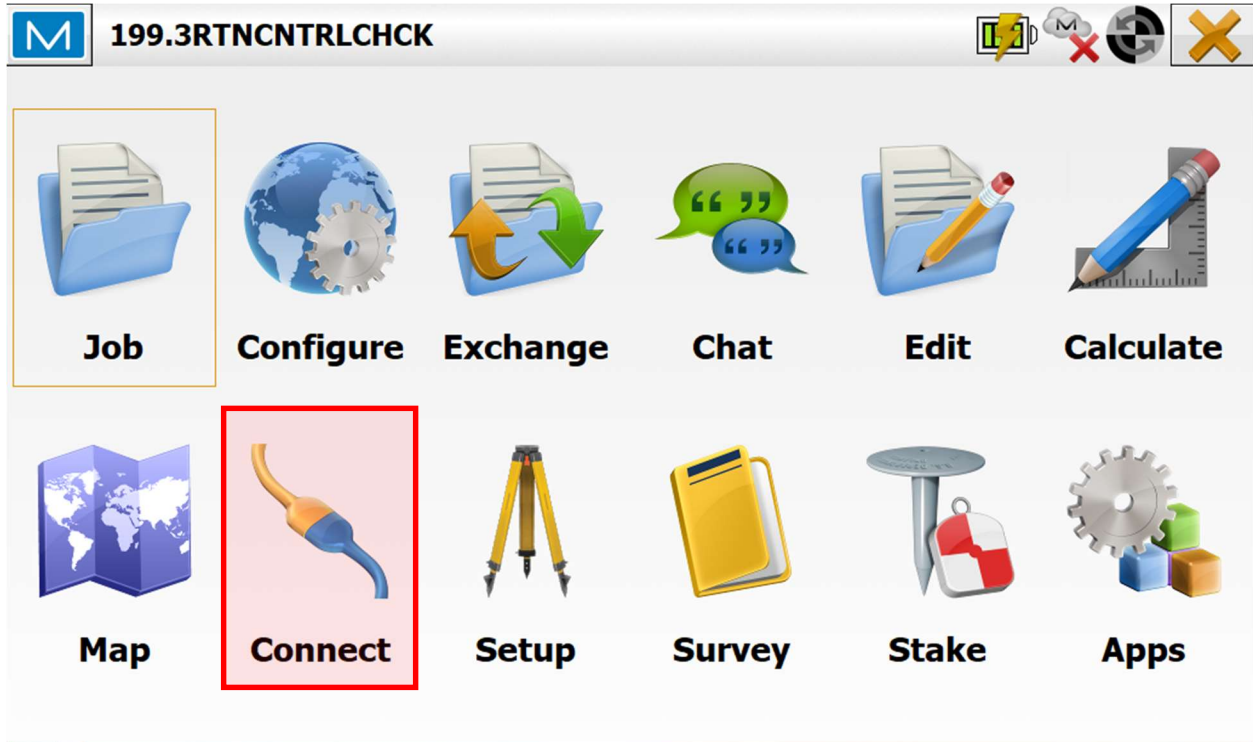 199.3RTNCNTRLCHCK
Job Configure Exchange Chat Edit Calculate
Map Connect Setup Survey Stake Apps